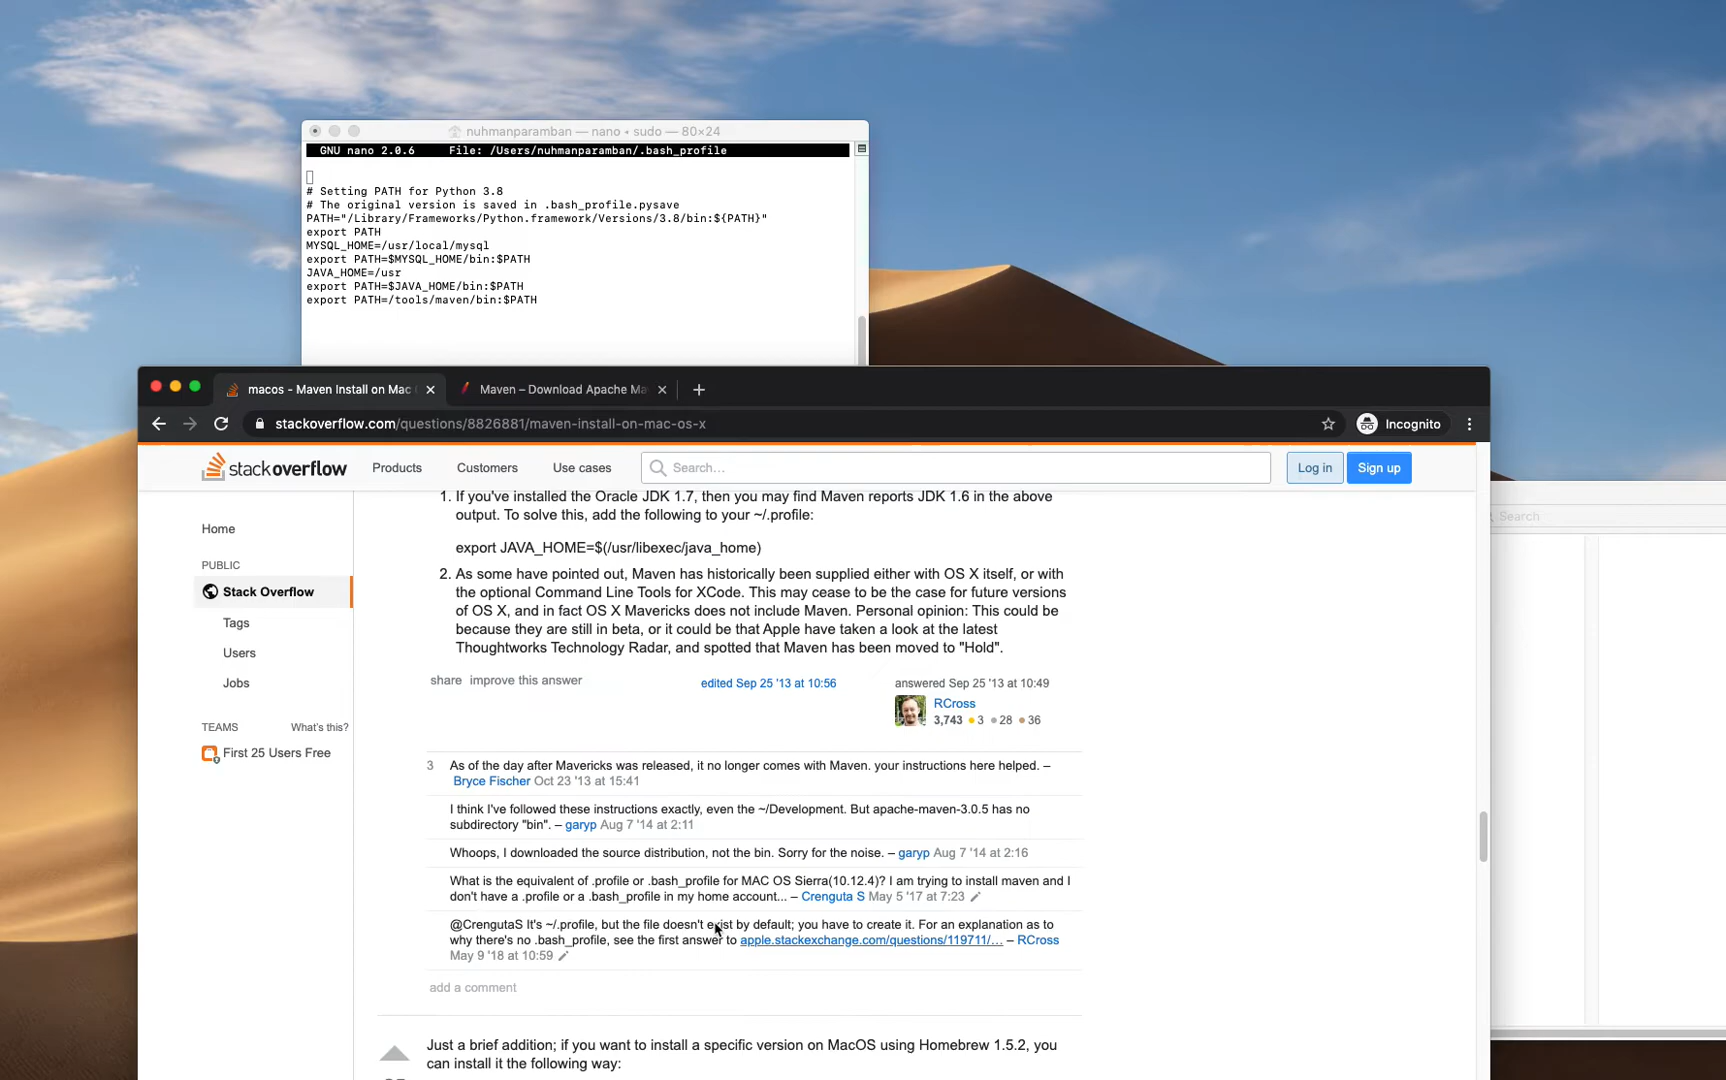 nuhmanparamban — nano • sudo — 80×24
GNU nano 2.0.6 File: /Users/nuhmanparamban/.bash_profile
# Setting PATH for Python 3.8
# The original version is saved in .bash_profile.pysave
PATH="/Library/Frameworks/Python.framework/Versions/3.8/bin:${PATH}"
export PATH
MYSQL_HOME=/usr/local/mysql
export PATH=$MYSQL_HOME/bin:$PATH
JAVA_HOME=/usr
export PATH=$JAVA_HOME/bin:$PATH
export PATH=/tools/maven/bin:$PATH
macos - Maven Install on Mac
Maven – Download Apache Ma
stackoverflow.com/questions/8826881/maven-install-on-mac-os-x
Incognito
stackoverflow
Products
Customers
Use cases
Search…
Log in
Sign up
Search
Home
PUBLIC
Stack Overflow
Tags
Users
Jobs
TEAMS
What's this?
First 25 Users Free
1. If you've installed the Oracle JDK 1.7, then you may find Maven reports JDK 1.6 in the above
output. To solve this, add the following to your ~/.profile:
export JAVA_HOME=$(/usr/libexec/java_home)
2. As some have pointed out, Maven has historically been supplied either with OS X itself, or with
the optional Command Line Tools for XCode. This may cease to be the case for future versions
of OS X, and in fact OS X Mavericks does not include Maven. Personal opinion: This could be
because they are still in beta, or it could be that Apple have taken a look at the latest
Thoughtworks Technology Radar, and spotted that Maven has been moved to "Hold".
share improve this answer
edited Sep 25 '13 at 10:56
answered Sep 25 '13 at 10:49
RCross
3,743 ●3 ●28 ●36
3 As of the day after Mavericks was released, it no longer comes with Maven. your instructions here helped. –
Bryce Fischer Oct 23 '13 at 15:41
I think I've followed these instructions exactly, even the ~/Development. But apache-maven-3.0.5 has no
subdirectory "bin". – garyp Aug 7 '14 at 2:11
Whoops, I downloaded the source distribution, not the bin. Sorry for the noise. – garyp Aug 7 '14 at 2:16
What is the equivalent of .profile or .bash_profile for MAC OS Sierra(10.12.4)? I am trying to install maven and I
don't have a .profile or a .bash_profile in my home account... – Crenguta S May 5 '17 at 7:23
@CrengutaS It's ~/.profile, but the file doesn't exist by default; you have to create it. For an explanation as to
why there's no .bash_profile, see the first answer to apple.stackexchange.com/questions/119711/… – RCross
May 9 '18 at 10:59
add a comment
Just a brief addition; if you want to install a specific version on MacOS using Homebrew 1.5.2, you
can install it the following way: